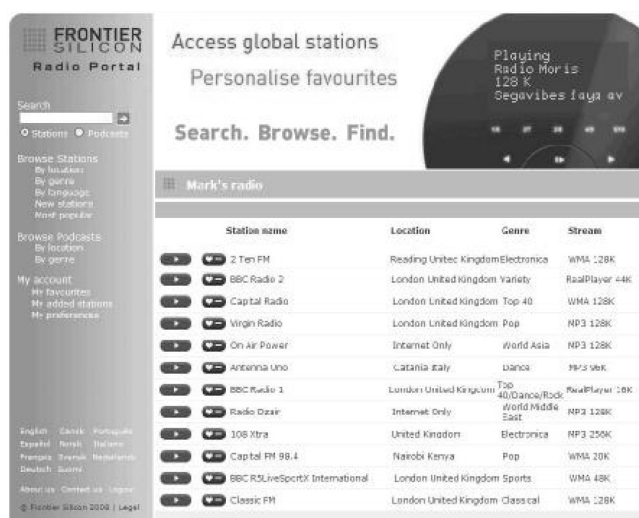 FRONTIER
SILICON
Radio Portal
Search
Stations Podcasts
Browse Stations
By location
By genre
By language
New stations
Most popular
Browse Podcasts
By location
By genre
My account
My favourites
My added stations
My preferences
English Dansk Português
Español Norsk Italiano
Français Svensk Nederlands
Deutsch Suomi
About us Contact us Logout
© Frontier Silicon 2008 | Legal
Access global stations
Personalise favourites
Search. Browse. Find.
Playing
Radio Moris
128 K
Segavibes faya av
Mark's radio
Station name Location Genre Stream
2 Ten FM Reading United Kingdom Electronica WMA 128K
BBC Radio 2 London United Kingdom Variety RealPlayer 44K
Capital Radio London United Kingdom Top 40 WMA 128K
Virgin Radio London United Kingdom Pop MP3 128K
On Air Power Internet Only World Asia MP3 128K
Antenna Uno Catania Italy Dance MP3 96K
BBC Radio 1 London United Kingdom Top 40/Dance/Rock RealPlayer 16K
Radio Dzair Internet Only World Middle East MP3 128K
108 Xtra United Kingdom Electronica MP3 256K
Capital FM 98.4 Nairobi Kenya Pop WMA 20K
BBC R5LiveSportX International London United Kingdom Sports WMA 48K
Classic FM London United Kingdom Classical WMA 128K